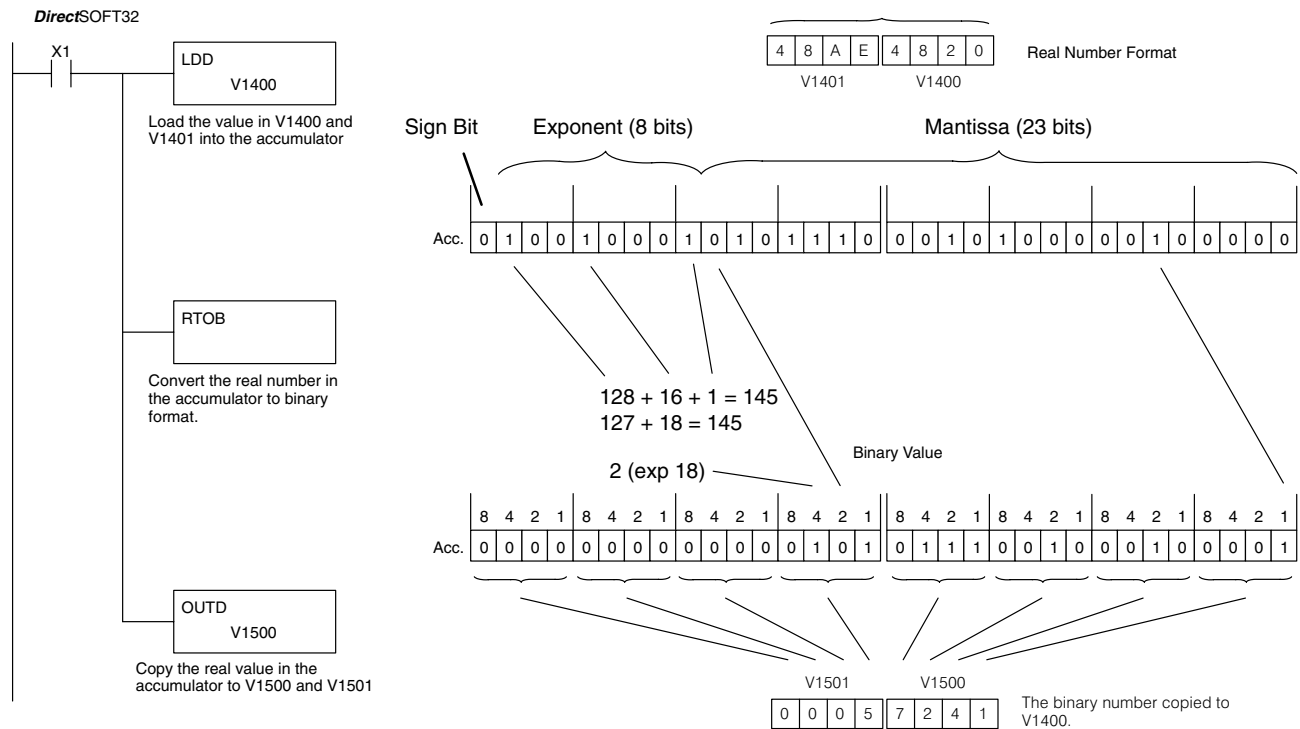 DirectSOFT32
X1
LDD
V1400
Load the value in V1400 and
V1401 into the accumulator
RTOB
Convert the real number in
the accumulator to binary
format.
OUTD
V1500
Copy the real value in the
accumulator to V1500 and V1501
4 8 A E 4 8 2 0
Real Number Format
V1401 V1400
Sign Bit
Exponent (8 bits)
Mantissa (23 bits)
Acc. 0 1 0 0 1 0 0 0 1 0 1 0 1 1 1 0 0 0 1 0 1 0 0 0 0 0 1 0 0 0 0 0
128 + 16 + 1 = 145
127 + 18 = 145
2 (exp 18)
Binary Value
8 4 2 1 8 4 2 1 8 4 2 1 8 4 2 1 8 4 2 1 8 4 2 1 8 4 2 1 8 4 2 1
Acc. 0 0 0 0 0 0 0 0 0 0 0 0 0 1 0 1 0 1 1 1 0 0 1 0 0 0 1 0 0 0 0 1
V1501 V1500
0 0 0 5 7 2 4 1
The binary number copied to
V1400.